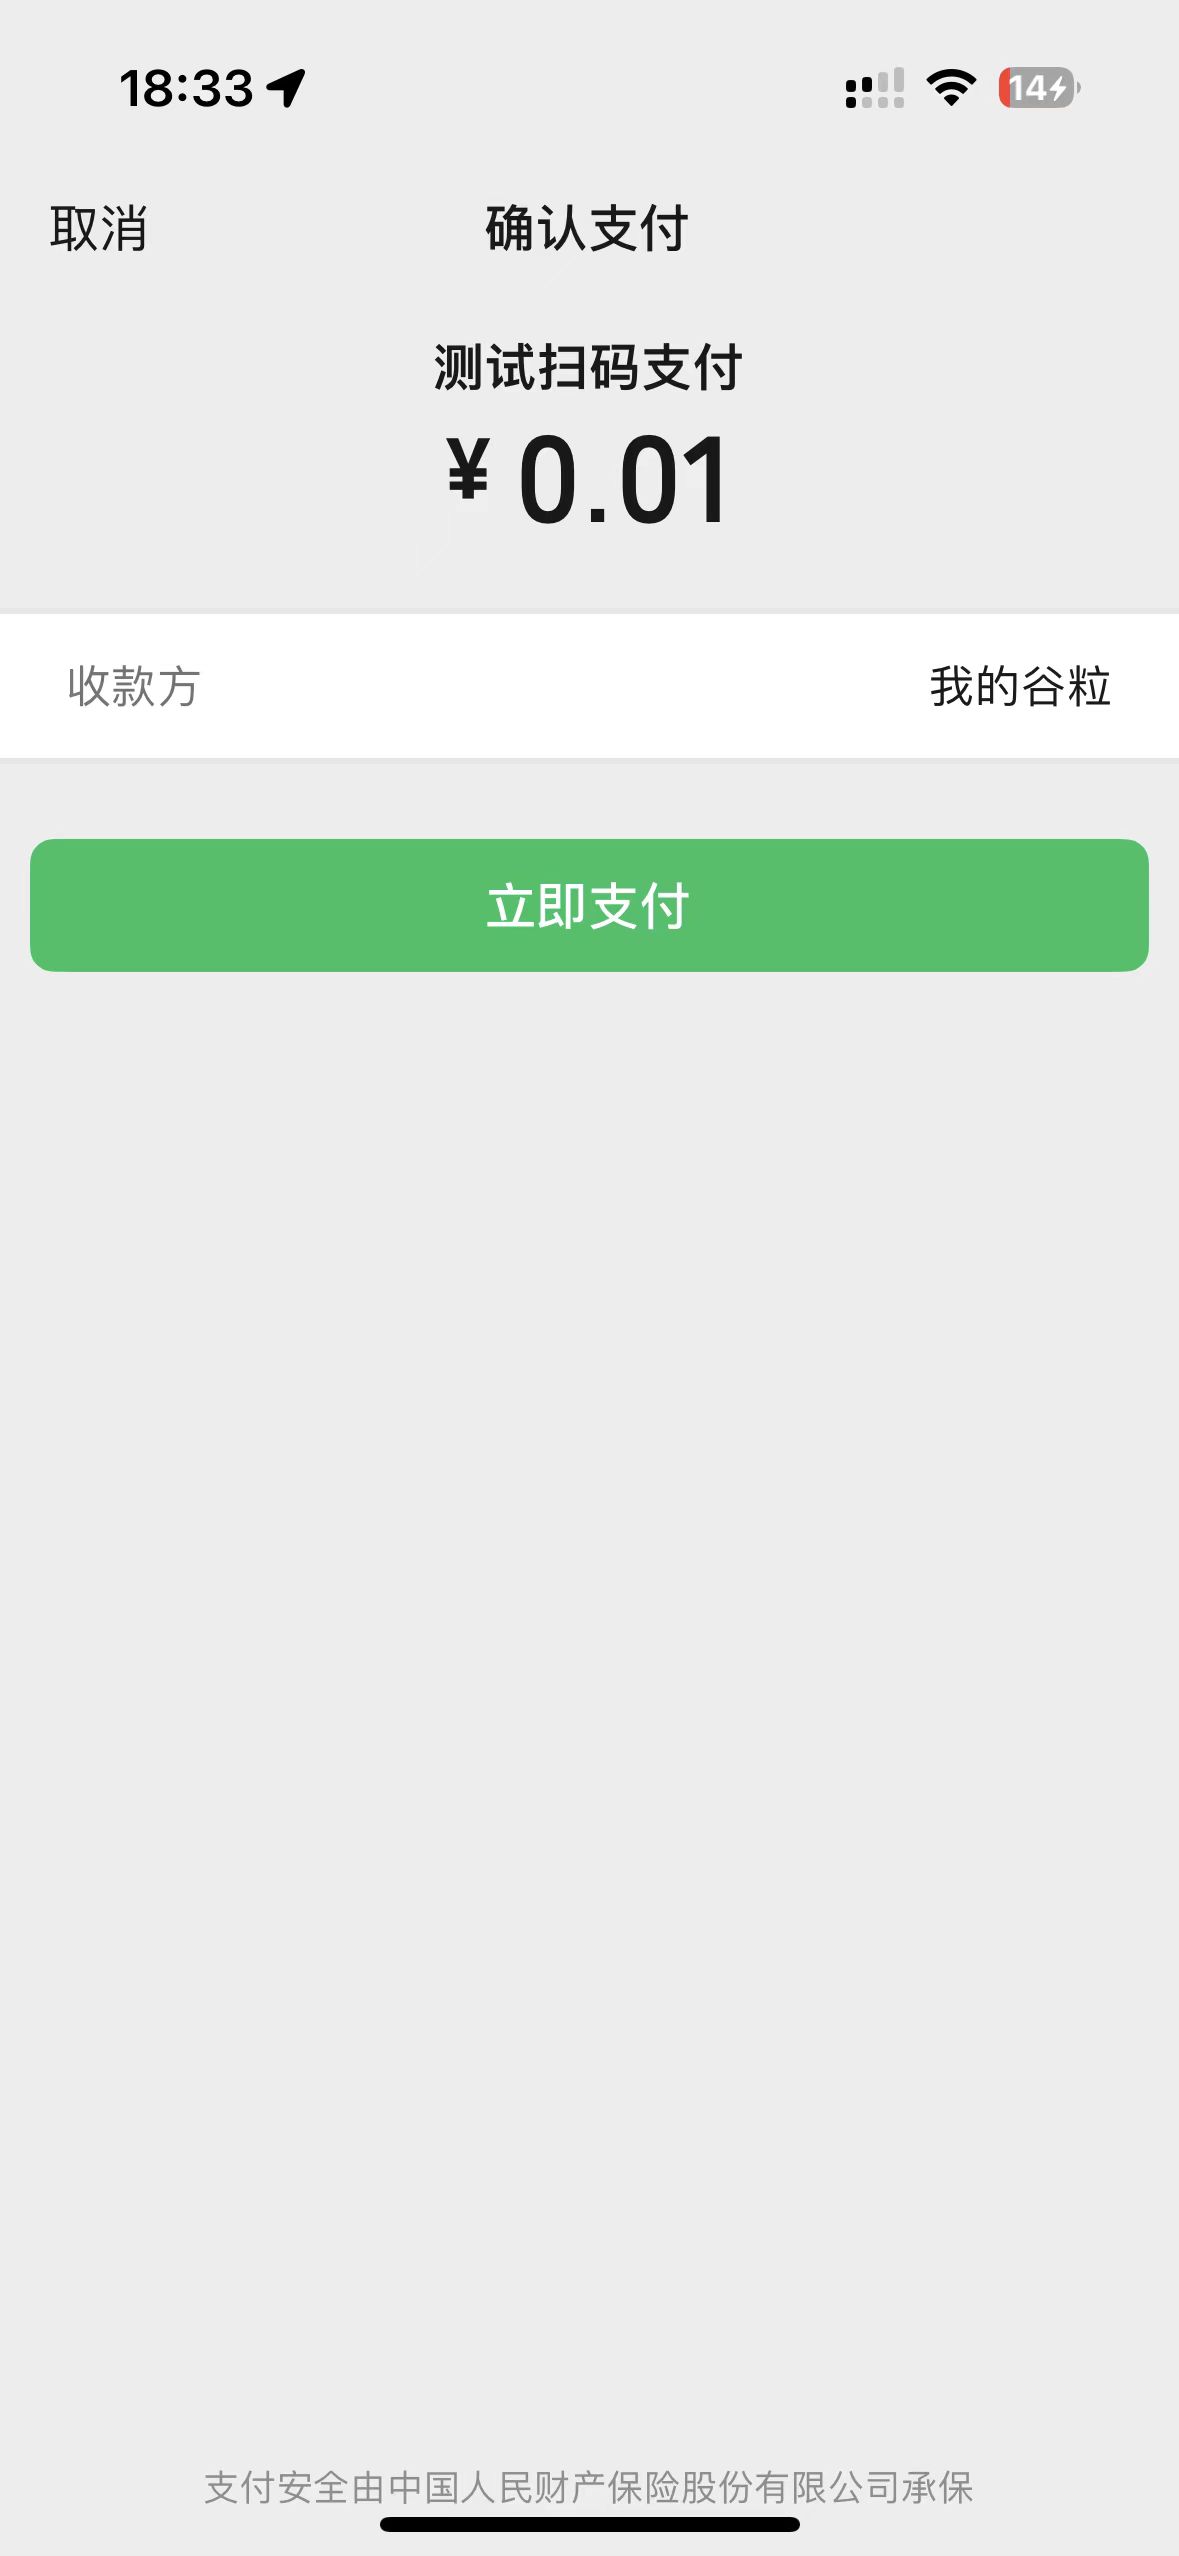 18:33
14
取消
确认支付
测试扫码支付
¥ 0.01
收款方
我的谷粒
立即支付
支付安全由中国人民财产保险股份有限公司承保